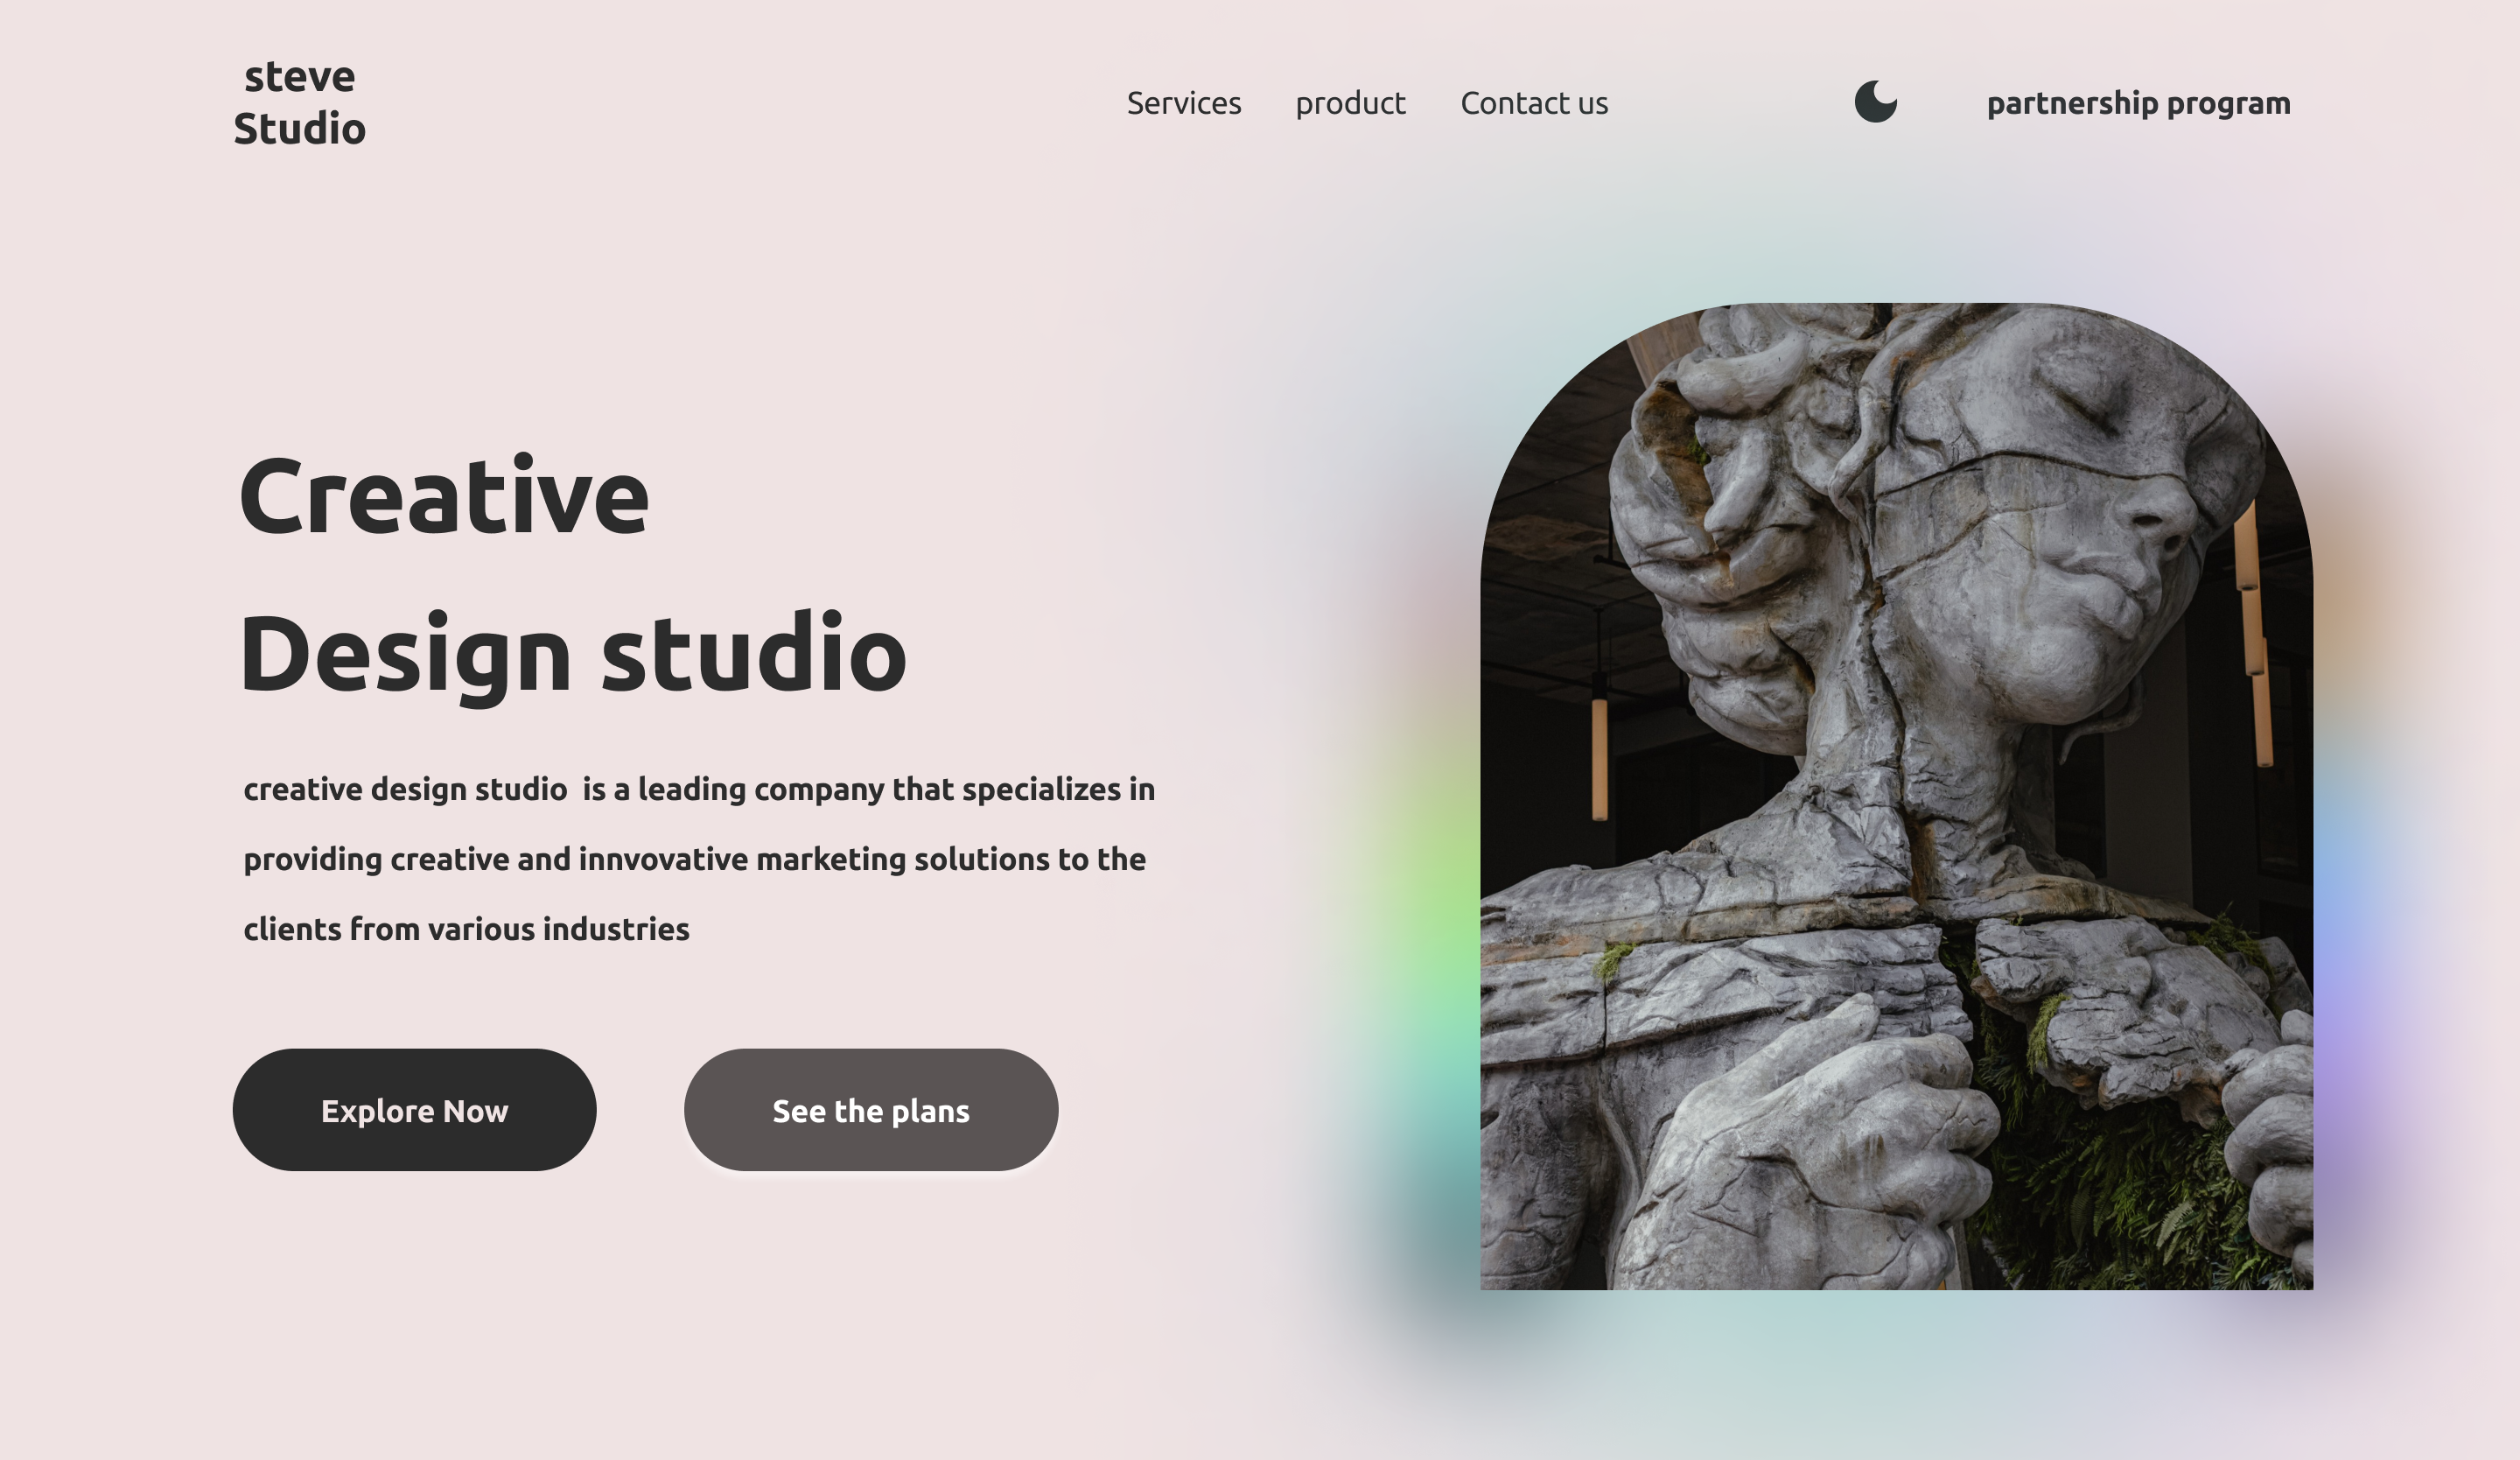 steve
Studio
Services
product
Contact us
partnership program
Creative
Design studio
creative design studio  is a leading company that specializes in
providing creative and innvovative marketing solutions to the
clients from various industries
Explore Now
See the plans